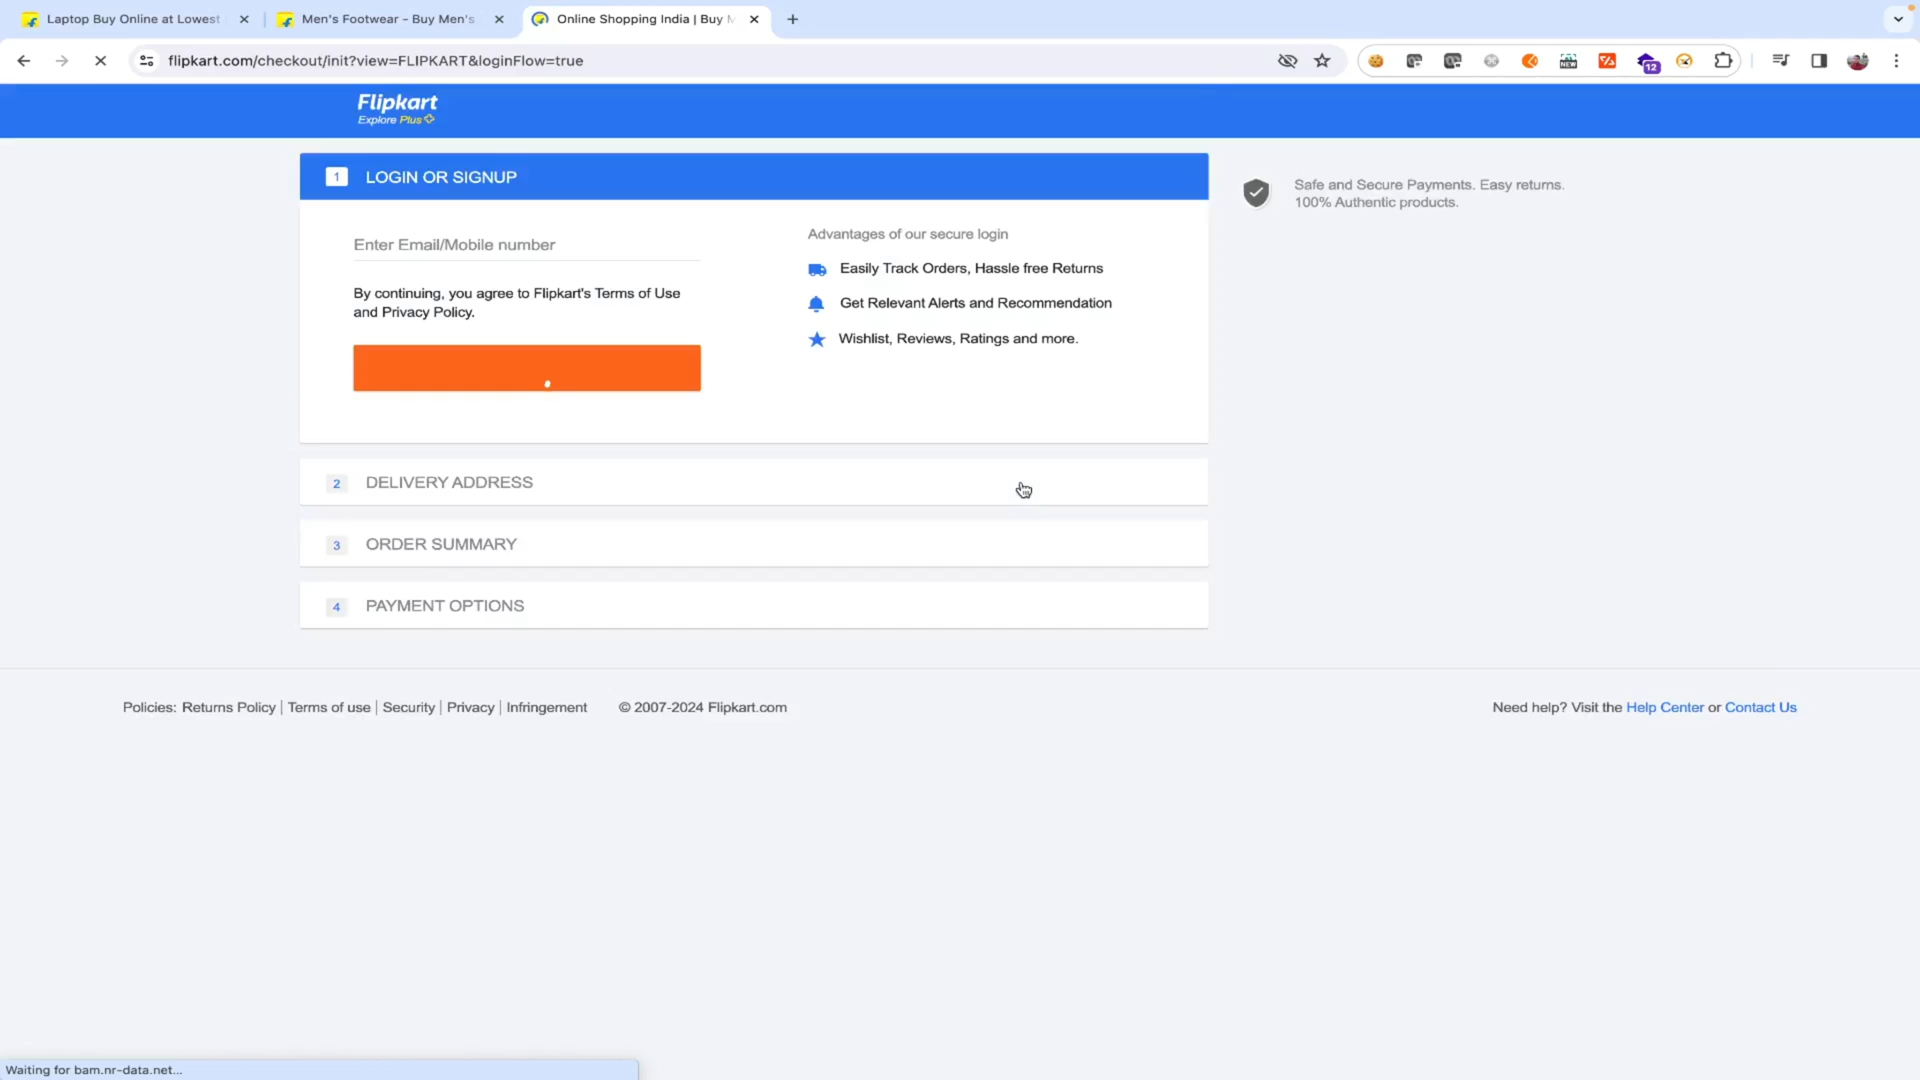 Laptop Buy Online at Lowest
Men's Footwear - Buy Men's
Online Shopping India | Buy M
flipkart.com/checkout/init?view=FLIPKART&loginFlow=true
NEW
12
Flipkart
Explore Plus
1 LOGIN OR SIGNUP
Enter Email/Mobile number
By continuing, you agree to Flipkart's Terms of Use
and Privacy Policy.
Advantages of our secure login
Easily Track Orders, Hassle free Returns
Get Relevant Alerts and Recommendation
Wishlist, Reviews, Ratings and more.
Safe and Secure Payments. Easy returns.
100% Authentic products.
2 DELIVERY ADDRESS
3 ORDER SUMMARY
4 PAYMENT OPTIONS
Policies: Returns Policy | Terms of use | Security | Privacy | Infringement © 2007-2024 Flipkart.com
Need help? Visit the Help Center or Contact Us
Waiting for bam.nr-data.net...